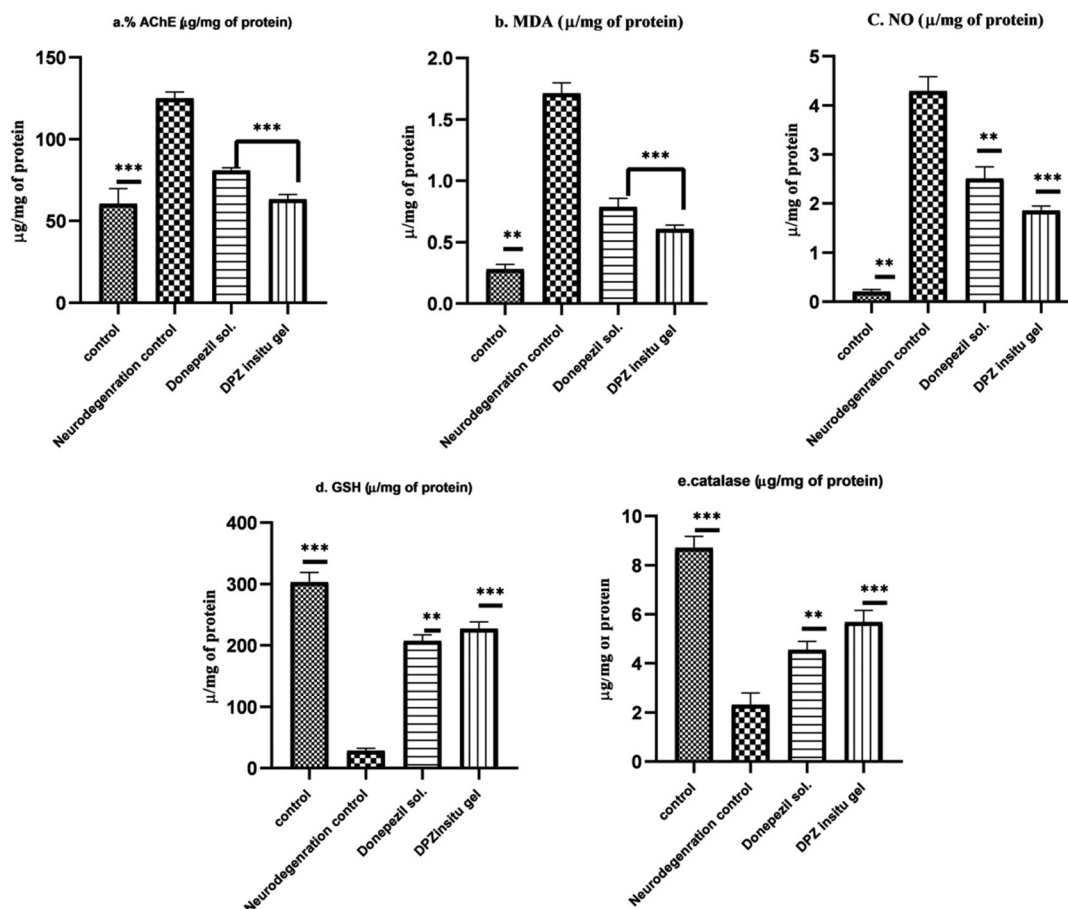 a.% AChE (µg/mg of protein)
µg/mg of protein
150
100
50
0
***
***
control
Neurodegenration control
Donepezil sol.
DPZ insitu gel
b. MDA (µ/mg of protein)
µ/mg of protein
2.0
1.5
1.0
0.5
0.0
**
***
control
Neurodegenration control
Donepezil sol.
DPZ insitu gel
C. NO (µ/mg of protein)
µ/mg of protein
5
4
3
2
1
0
**
**
***
control
Neurodegenration control
Donepezil sol.
DPZ insitu gel
d. GSH (µ/mg of protein)
µ/mg of protein
400
300
200
100
0
***
**
***
control
Neurodegenration control
Donepezil sol.
DPZinsitu gel
e.catalase (µg/mg of protein)
µg/mg of protein
10
8
6
4
2
0
***
**
***
control
Neurodegenration control
Donepezil sol.
DPZ insitu gel